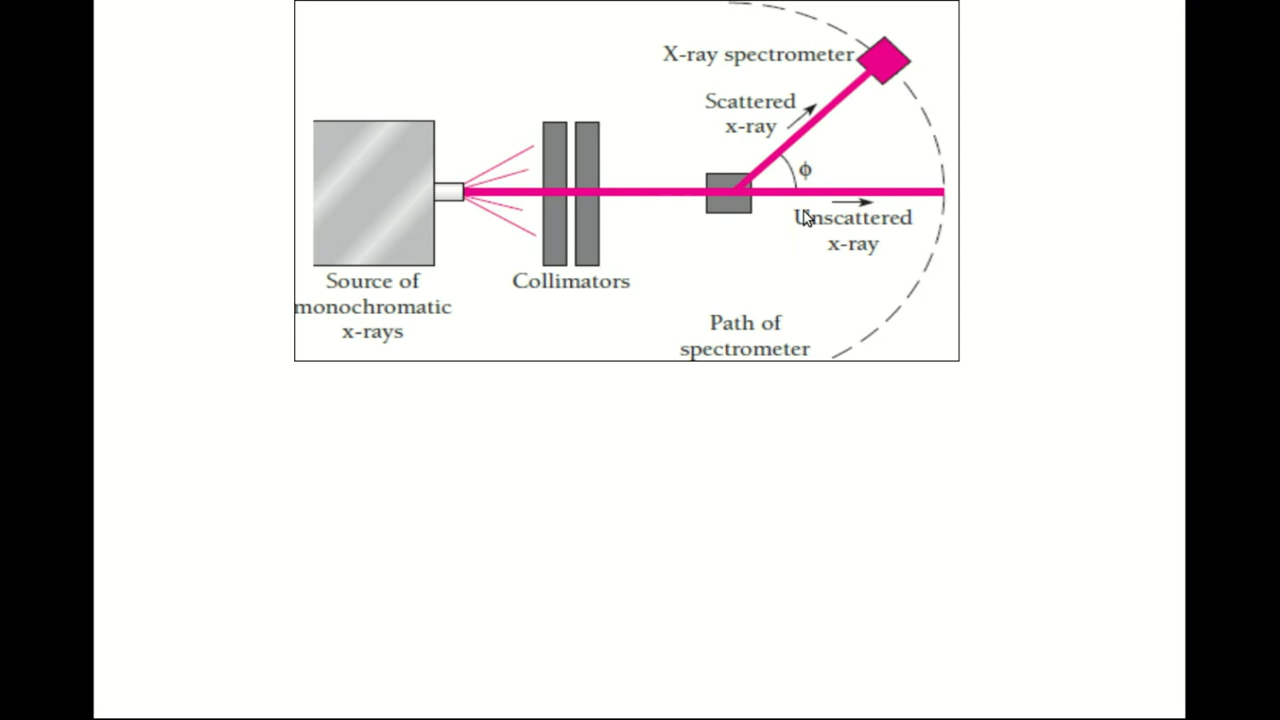 X-ray spectrometer
Scattered
x-ray
ϕ
Unscattered
x-ray
Source of
monochromatic
x-rays
Collimators
Path of
spectrometer